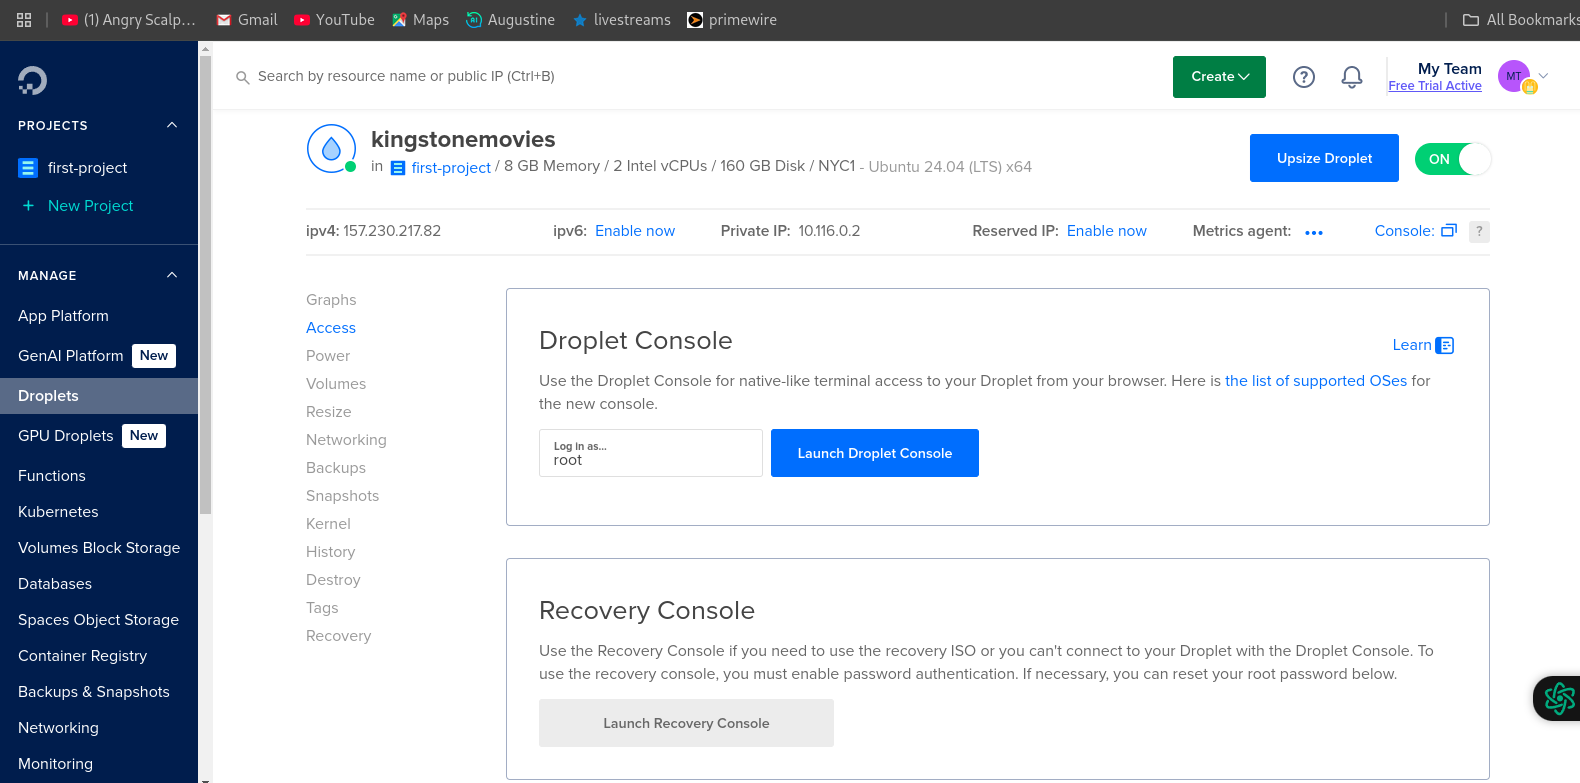 (1) Angry Scalp...
Gmail
YouTube
Maps
Augustine
livestreams
primewire
All Bookmarks
Search by resource name or public IP (Ctrl+B)
Create
My Team
Free Trial Active
MT
PROJECTS
first-project
+ New Project
MANAGE
App Platform
GenAI Platform New
Droplets
GPU Droplets New
Functions
Kubernetes
Volumes Block Storage
Databases
Spaces Object Storage
Container Registry
Backups & Snapshots
Networking
Monitoring
kingstonemovies
in first-project / 8 GB Memory / 2 Intel vCPUs / 160 GB Disk / NYC1 - Ubuntu 24.04 (LTS) x64
Upsize Droplet
ON
ipv4: 157.230.217.82
ipv6: Enable now
Private IP: 10.116.0.2
Reserved IP: Enable now
Metrics agent: •••
Console:
?
Graphs
Access
Power
Volumes
Resize
Networking
Backups
Snapshots
Kernel
History
Destroy
Tags
Recovery
Droplet Console
Learn
Use the Droplet Console for native-like terminal access to your Droplet from your browser. Here is the list of supported OSes for
the new console.
Log in as...
root
Launch Droplet Console
Recovery Console
Use the Recovery Console if you need to use the recovery ISO or you can't connect to your Droplet with the Droplet Console. To
use the recovery console, you must enable password authentication. If necessary, you can reset your root password below.
Launch Recovery Console